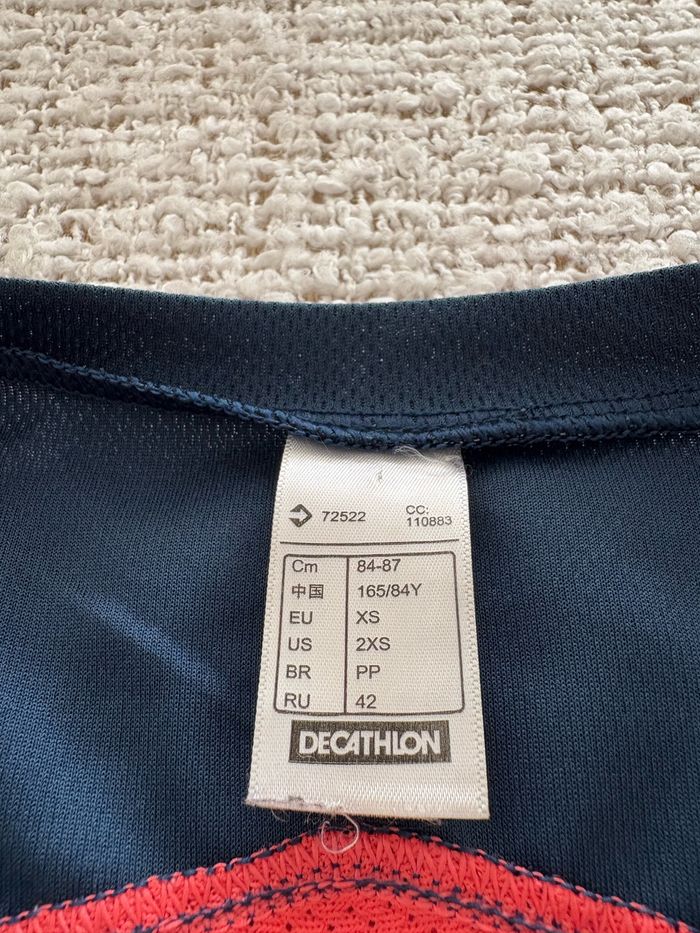 72522 CC:
110883
Cm 84-87
中国 165/84Y
EU XS
US 2XS
BR PP
RU 42
DECATHLON